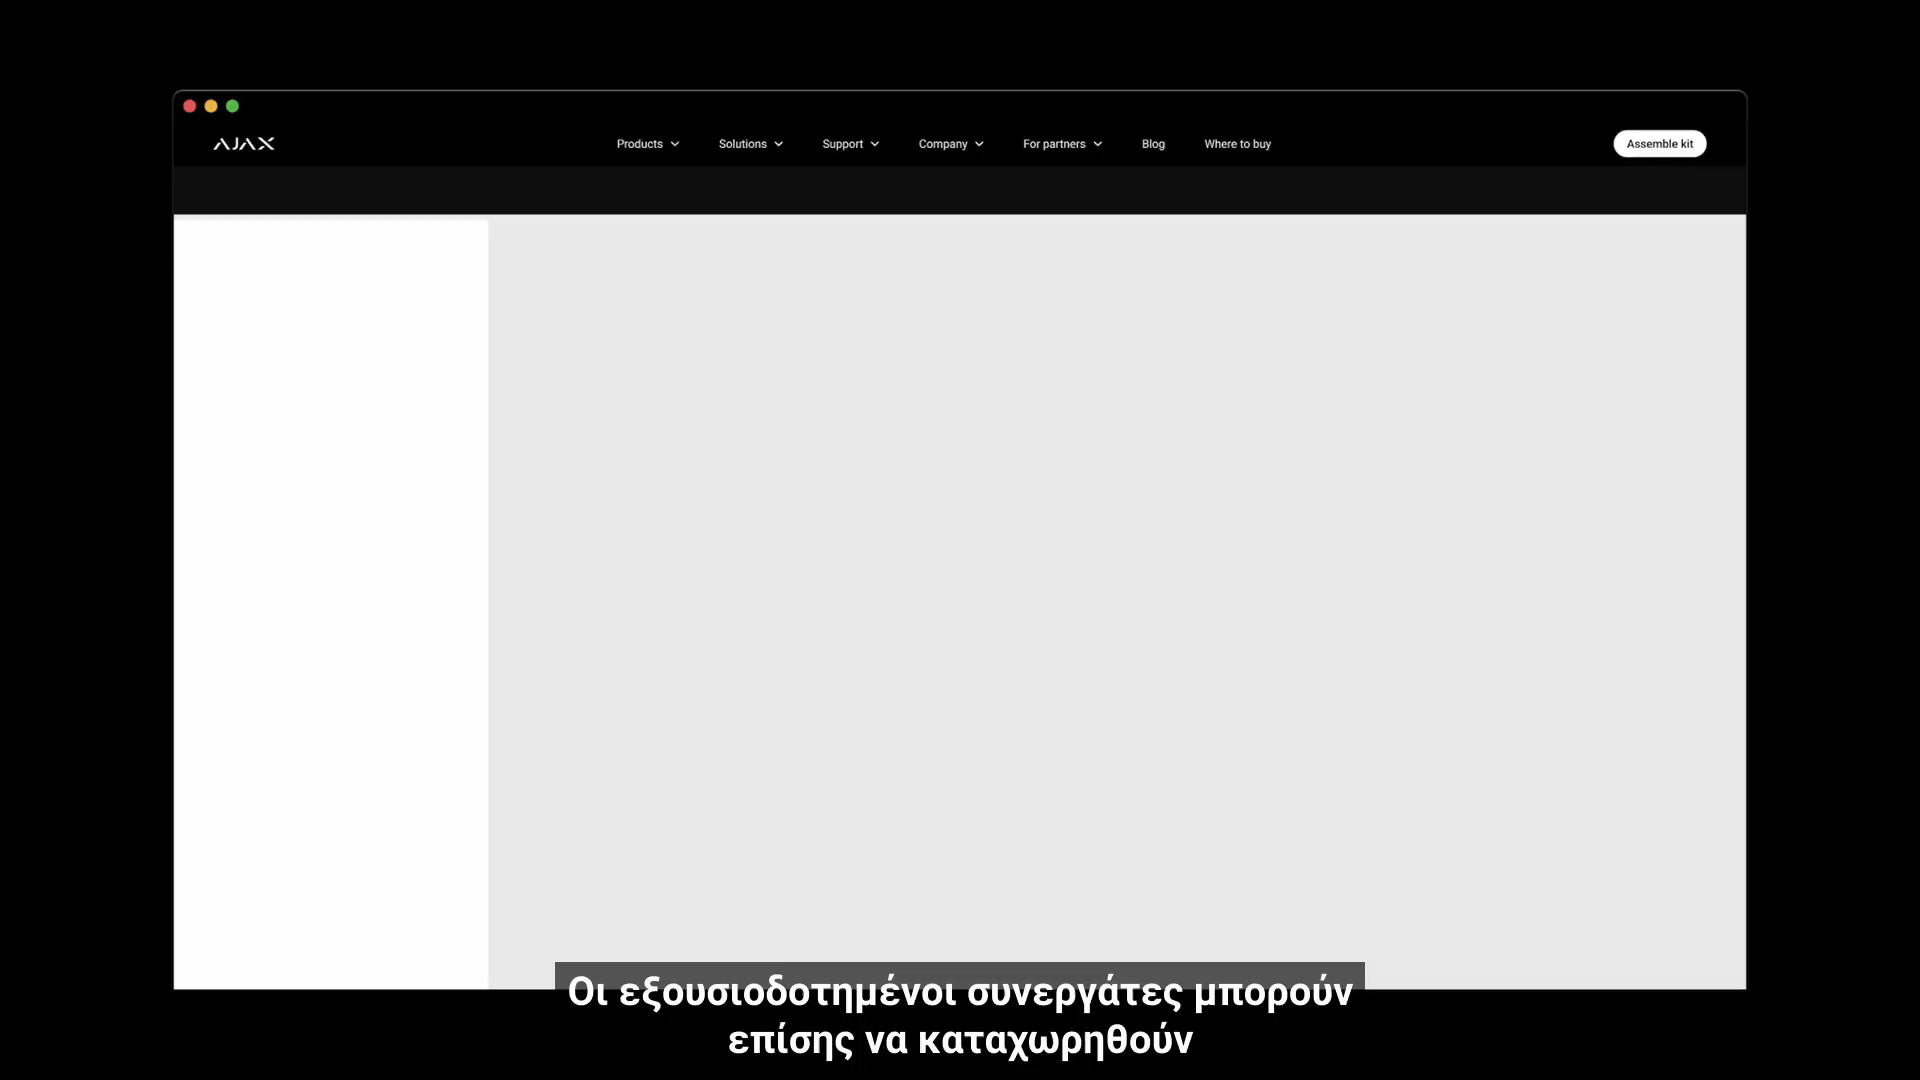 AJAX
Products Solutions Support Company For partners Blog Where to buy Assemble kit
Οι εξουσιοδοτημένοι συνεργάτες μπορούν
επίσης να καταχωρηθούν